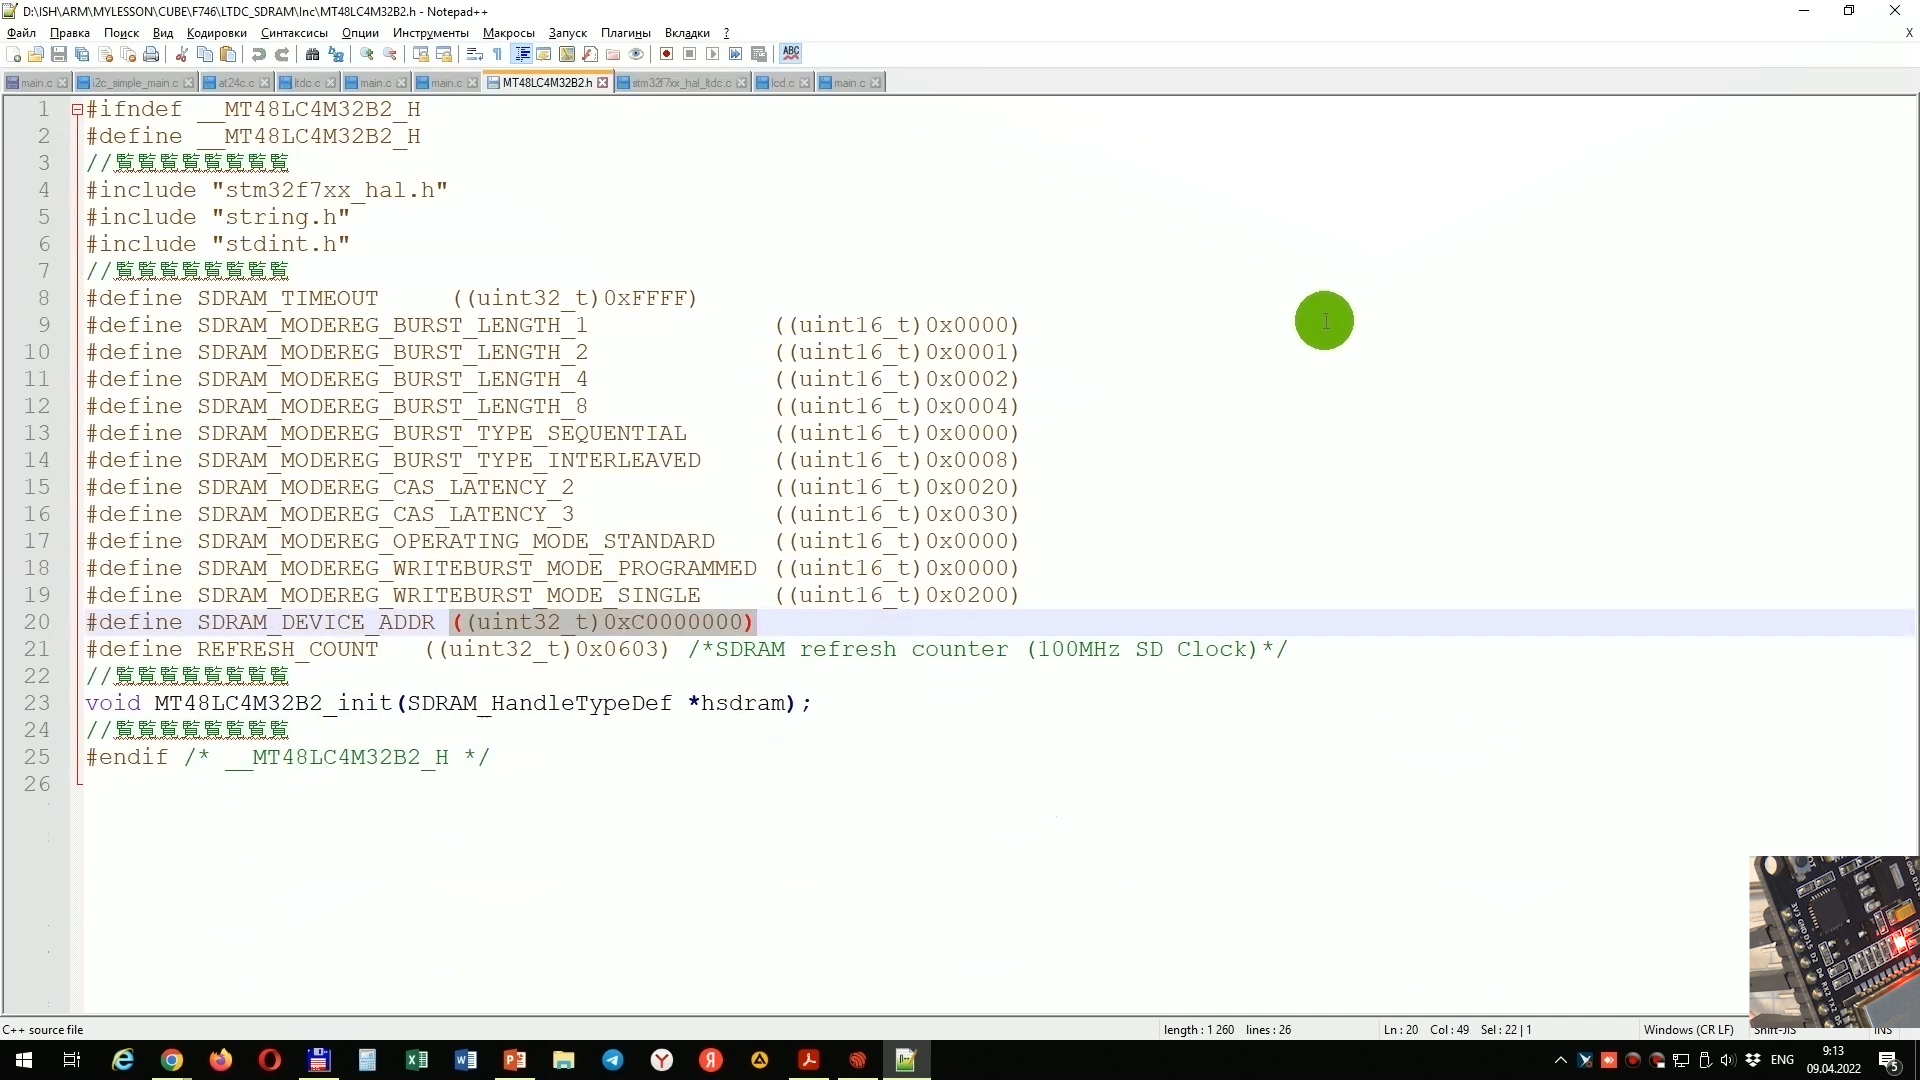 D:\ISH\ARM\MYLESSON\CUBE\F746\LTDC_SDRAM\Inc\MT48LC4M32B2.h - Notepad++
Файл Правка Поиск Вид Кодировки Синтаксисы Опции Инструменты Макросы Запуск Плагины Вкладки ? X
main.c i2c_simple_main.c at24c.c ltdc.c main.c main.c MT48LC4M32B2.h stm32f7xx_hal_ltdc.c lcd.c main.c
1 #ifndef __MT48LC4M32B2_H
2 #define __MT48LC4M32B2_H
3 //覧覧覧覧覧覧覧覧
4 #include "stm32f7xx_hal.h"
5 #include "string.h"
6 #include "stdint.h"
7 //覧覧覧覧覧覧覧覧
8 #define SDRAM_TIMEOUT ((uint32_t)0xFFFF)
9 #define SDRAM_MODEREG_BURST_LENGTH_1 ((uint16_t)0x0000)
10 #define SDRAM_MODEREG_BURST_LENGTH_2 ((uint16_t)0x0001)
11 #define SDRAM_MODEREG_BURST_LENGTH_4 ((uint16_t)0x0002)
12 #define SDRAM_MODEREG_BURST_LENGTH_8 ((uint16_t)0x0004)
13 #define SDRAM_MODEREG_BURST_TYPE_SEQUENTIAL ((uint16_t)0x0000)
14 #define SDRAM_MODEREG_BURST_TYPE_INTERLEAVED ((uint16_t)0x0008)
15 #define SDRAM_MODEREG_CAS_LATENCY_2 ((uint16_t)0x0020)
16 #define SDRAM_MODEREG_CAS_LATENCY_3 ((uint16_t)0x0030)
17 #define SDRAM_MODEREG_OPERATING_MODE_STANDARD ((uint16_t)0x0000)
18 #define SDRAM_MODEREG_WRITEBURST_MODE_PROGRAMMED ((uint16_t)0x0000)
19 #define SDRAM_MODEREG_WRITEBURST_MODE_SINGLE ((uint16_t)0x0200)
20 #define SDRAM_DEVICE_ADDR ((uint32_t)0xC0000000)
21 #define REFRESH_COUNT ((uint32_t)0x0603) /*SDRAM refresh counter (100MHz SD Clock)*/
22 //覧覧覧覧覧覧覧覧
23 void MT48LC4M32B2_init(SDRAM_HandleTypeDef *hsdram);
24 //覧覧覧覧覧覧覧覧
25 #endif /* __MT48LC4M32B2_H */
26
C++ source file length : 1 260 lines : 26 Ln : 20 Col : 49 Sel : 22 | 1 Windows (CR LF) Shift-JIS INS
ENG 9:13
09.04.2022
5